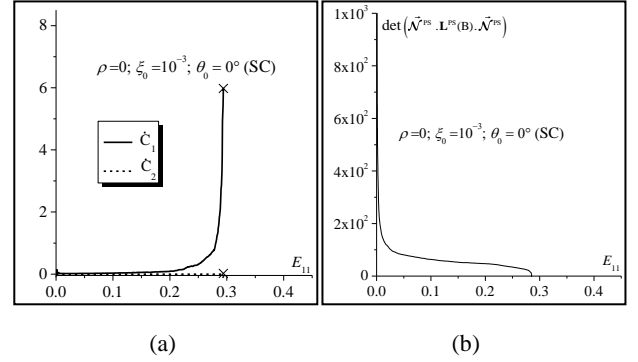 8
6
4
2
0
ρ=0; ξ₀=10⁻³; θ₀=0° (SC)
Ċ₁
Ċ₂
E₁₁
0.0 0.1 0.2 0.3 0.4
(a)
1x10³
8x10²
6x10²
4x10²
2x10²
0
det(𝒩⃗ᴾˢ.Lᴾˢ(B).𝒩⃗ᴾˢ)
ρ=0; ξ₀=10⁻³; θ₀=0° (SC)
E₁₁
0.0 0.1 0.2 0.3 0.4
(b)